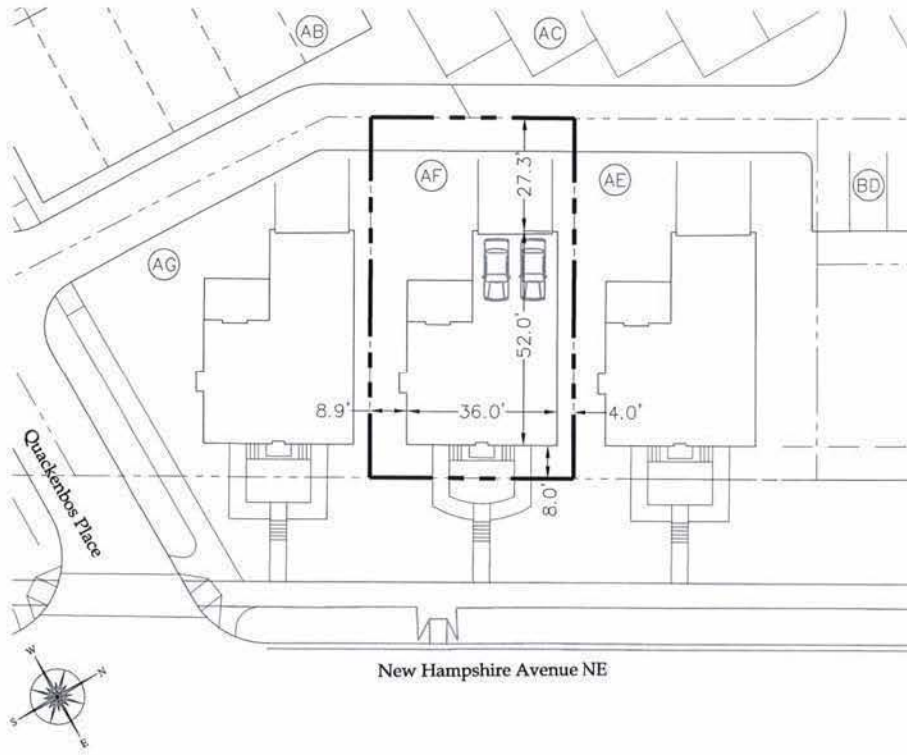 AB
AC
AF
27.3'
AE
BD
AG
52.0'
8.9'
36.0'
4.0'
8.0'
Quackenbos Place
New Hampshire Avenue NE
W
N
S
E